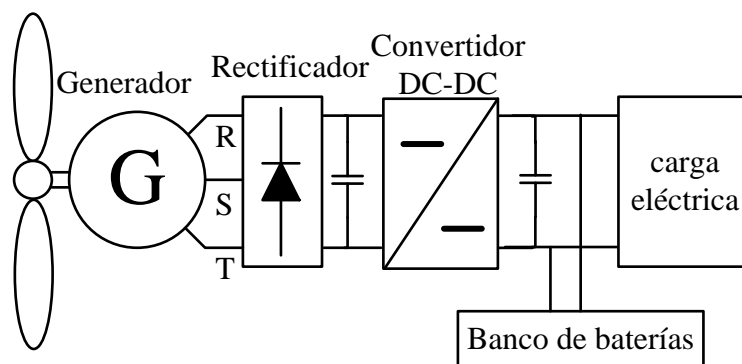 Generador
Rectificador
Convertidor
DC-DC
G
R
S
T
carga
eléctrica
Banco de baterías